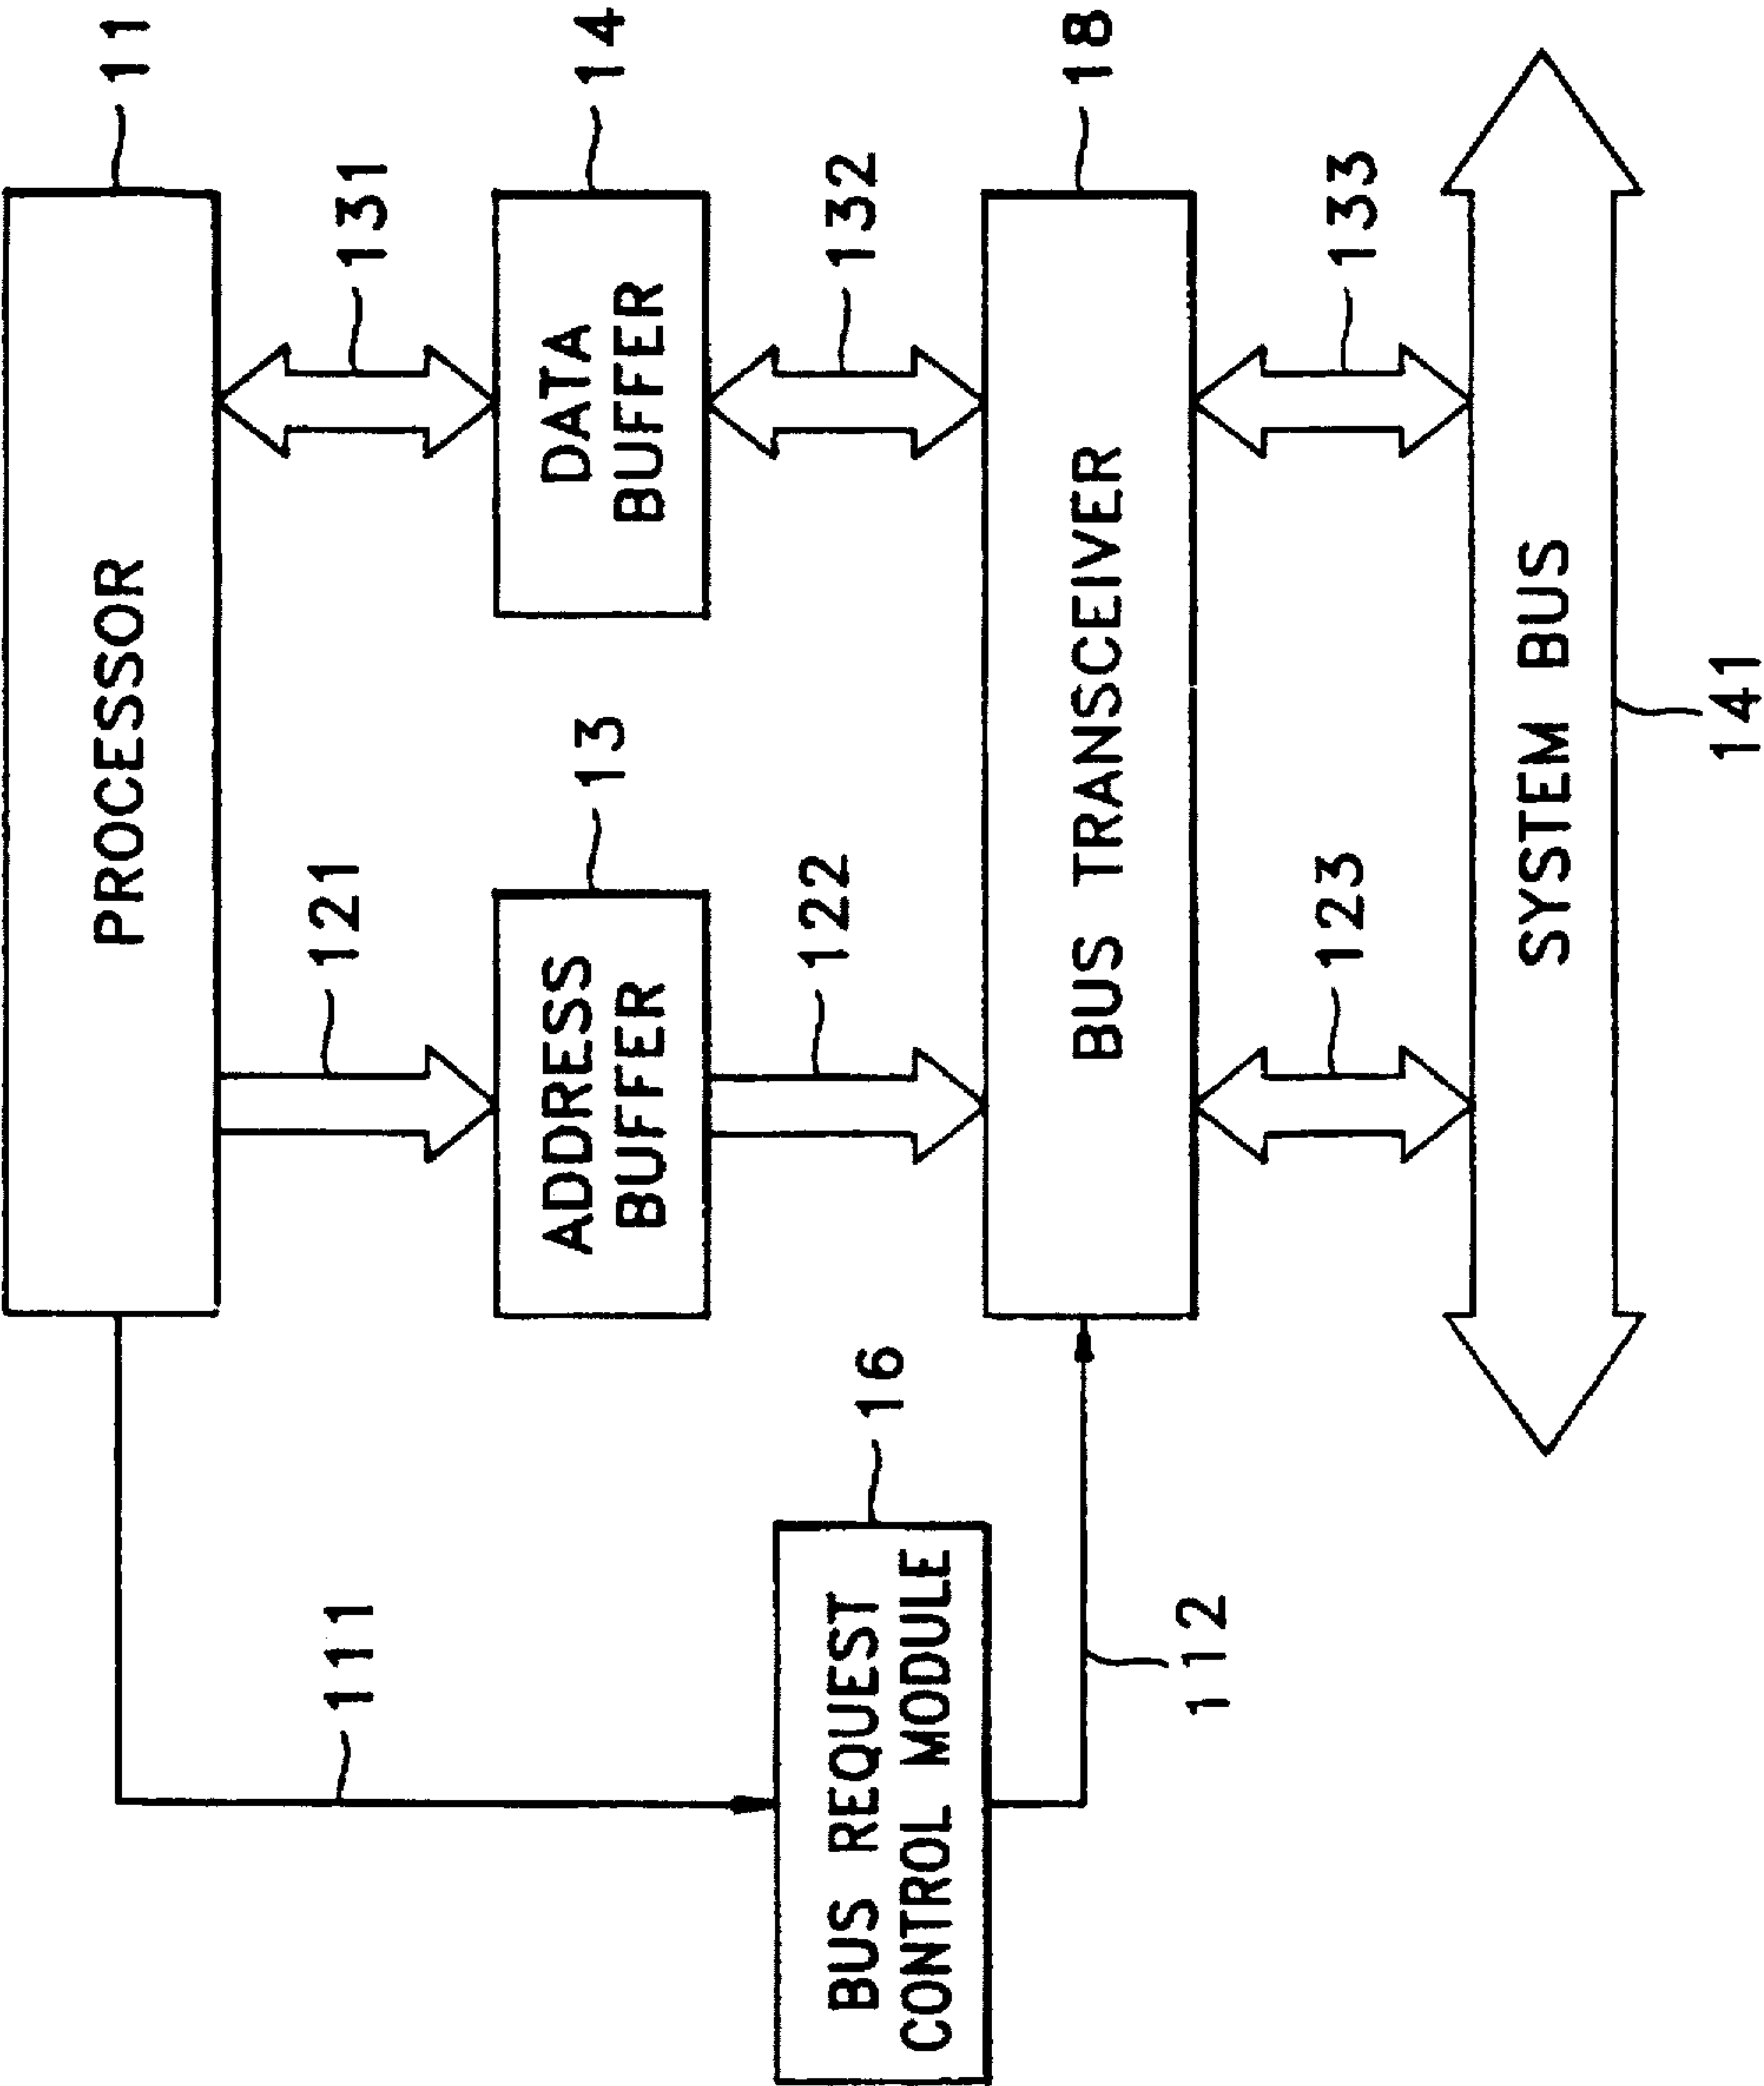 11
PROCESSOR
111
121
131
14
13
ADDRESS
BUFFER
DATA
BUFFER
16
122
132
BUS REQUEST
CONTROL MODULE
18
BUS TRANSCEIVER
112
123
133
SYSTEM BUS
141